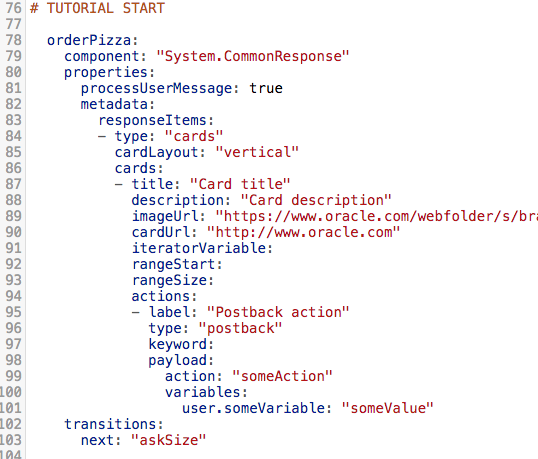 76 # TUTORIAL START
77
78 orderPizza:
79 component: "System.CommonResponse"
80 properties:
81 processUserMessage: true
82 metadata:
83 responseItems:
84 - type: "cards"
85 cardLayout: "vertical"
86 cards:
87 - title: "Card title"
88 description: "Card description"
89 imageUrl: "https://www.oracle.com/webfolder/s/bra
90 cardUrl: "http://www.oracle.com"
91 iteratorVariable:
92 rangeStart:
93 rangeSize:
94 actions:
95 - label: "Postback action"
96 type: "postback"
97 keyword:
98 payload:
99 action: "someAction"
100 variables:
101 user.someVariable: "someValue"
102 transitions:
103 next: "askSize"
104